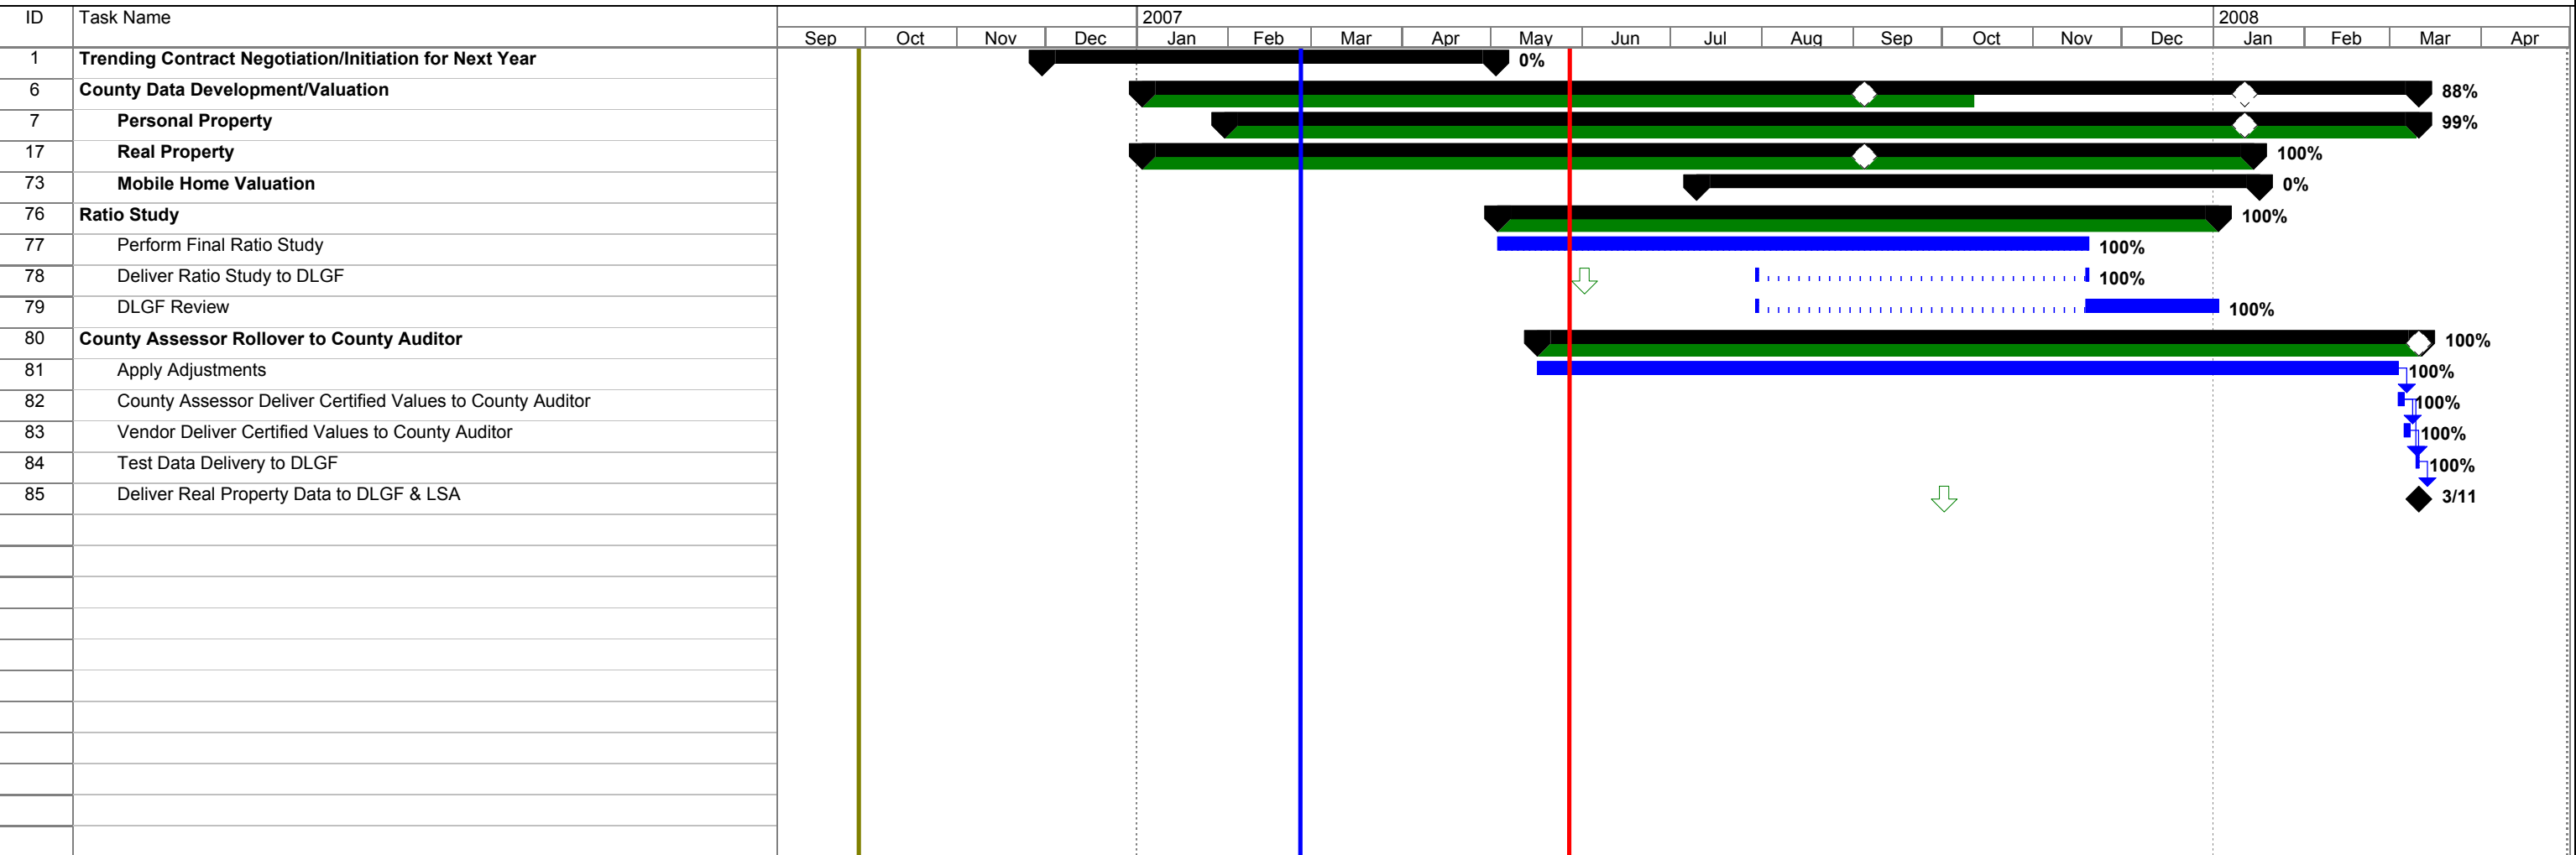 ID Task Name 2007 2008
Sep Oct Nov Dec Jan Feb Mar Apr May Jun Jul Aug Sep Oct Nov Dec Jan Feb Mar Apr
1 Trending Contract Negotiation/Initiation for Next Year 0%
6 County Data Development/Valuation 88%
7 Personal Property 99%
17 Real Property 100%
73 Mobile Home Valuation 0%
76 Ratio Study 100%
77 Perform Final Ratio Study 100%
78 Deliver Ratio Study to DLGF 100%
79 DLGF Review 100%
80 County Assessor Rollover to County Auditor 100%
81 Apply Adjustments 100%
82 County Assessor Deliver Certified Values to County Auditor 100%
83 Vendor Deliver Certified Values to County Auditor 100%
84 Test Data Delivery to DLGF 100%
85 Deliver Real Property Data to DLGF & LSA 3/11